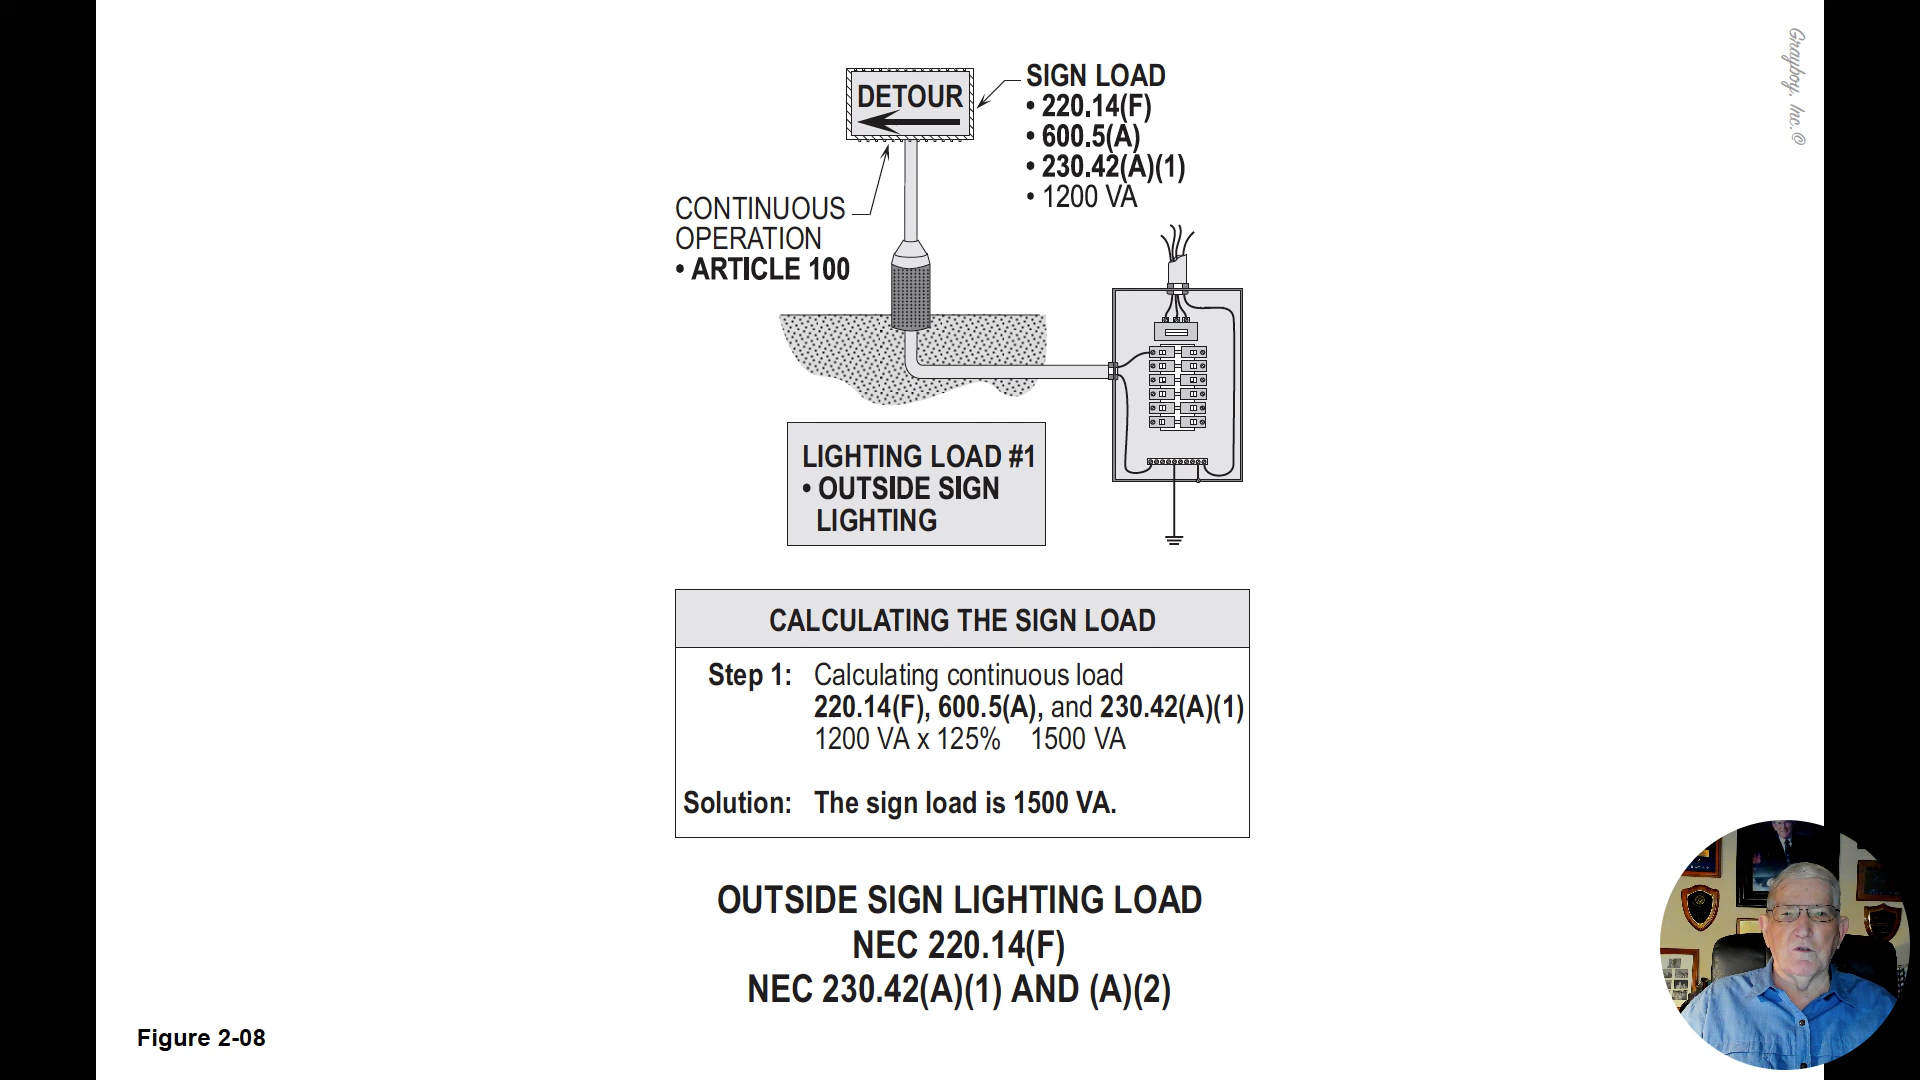 Grayboy, Inc.©
DETOUR
SIGN LOAD
• 220.14(F)
• 600.5(A)
• 230.42(A)(1)
• 1200 VA
CONTINUOUS
OPERATION
• ARTICLE 100
LIGHTING LOAD #1
• OUTSIDE SIGN
LIGHTING
CALCULATING THE SIGN LOAD
Step 1: Calculating continuous load
220.14(F), 600.5(A), and 230.42(A)(1)
1200 VA x 125% 1500 VA
Solution: The sign load is 1500 VA.
OUTSIDE SIGN LIGHTING LOAD
NEC 220.14(F)
NEC 230.42(A)(1) AND (A)(2)
Figure 2-08